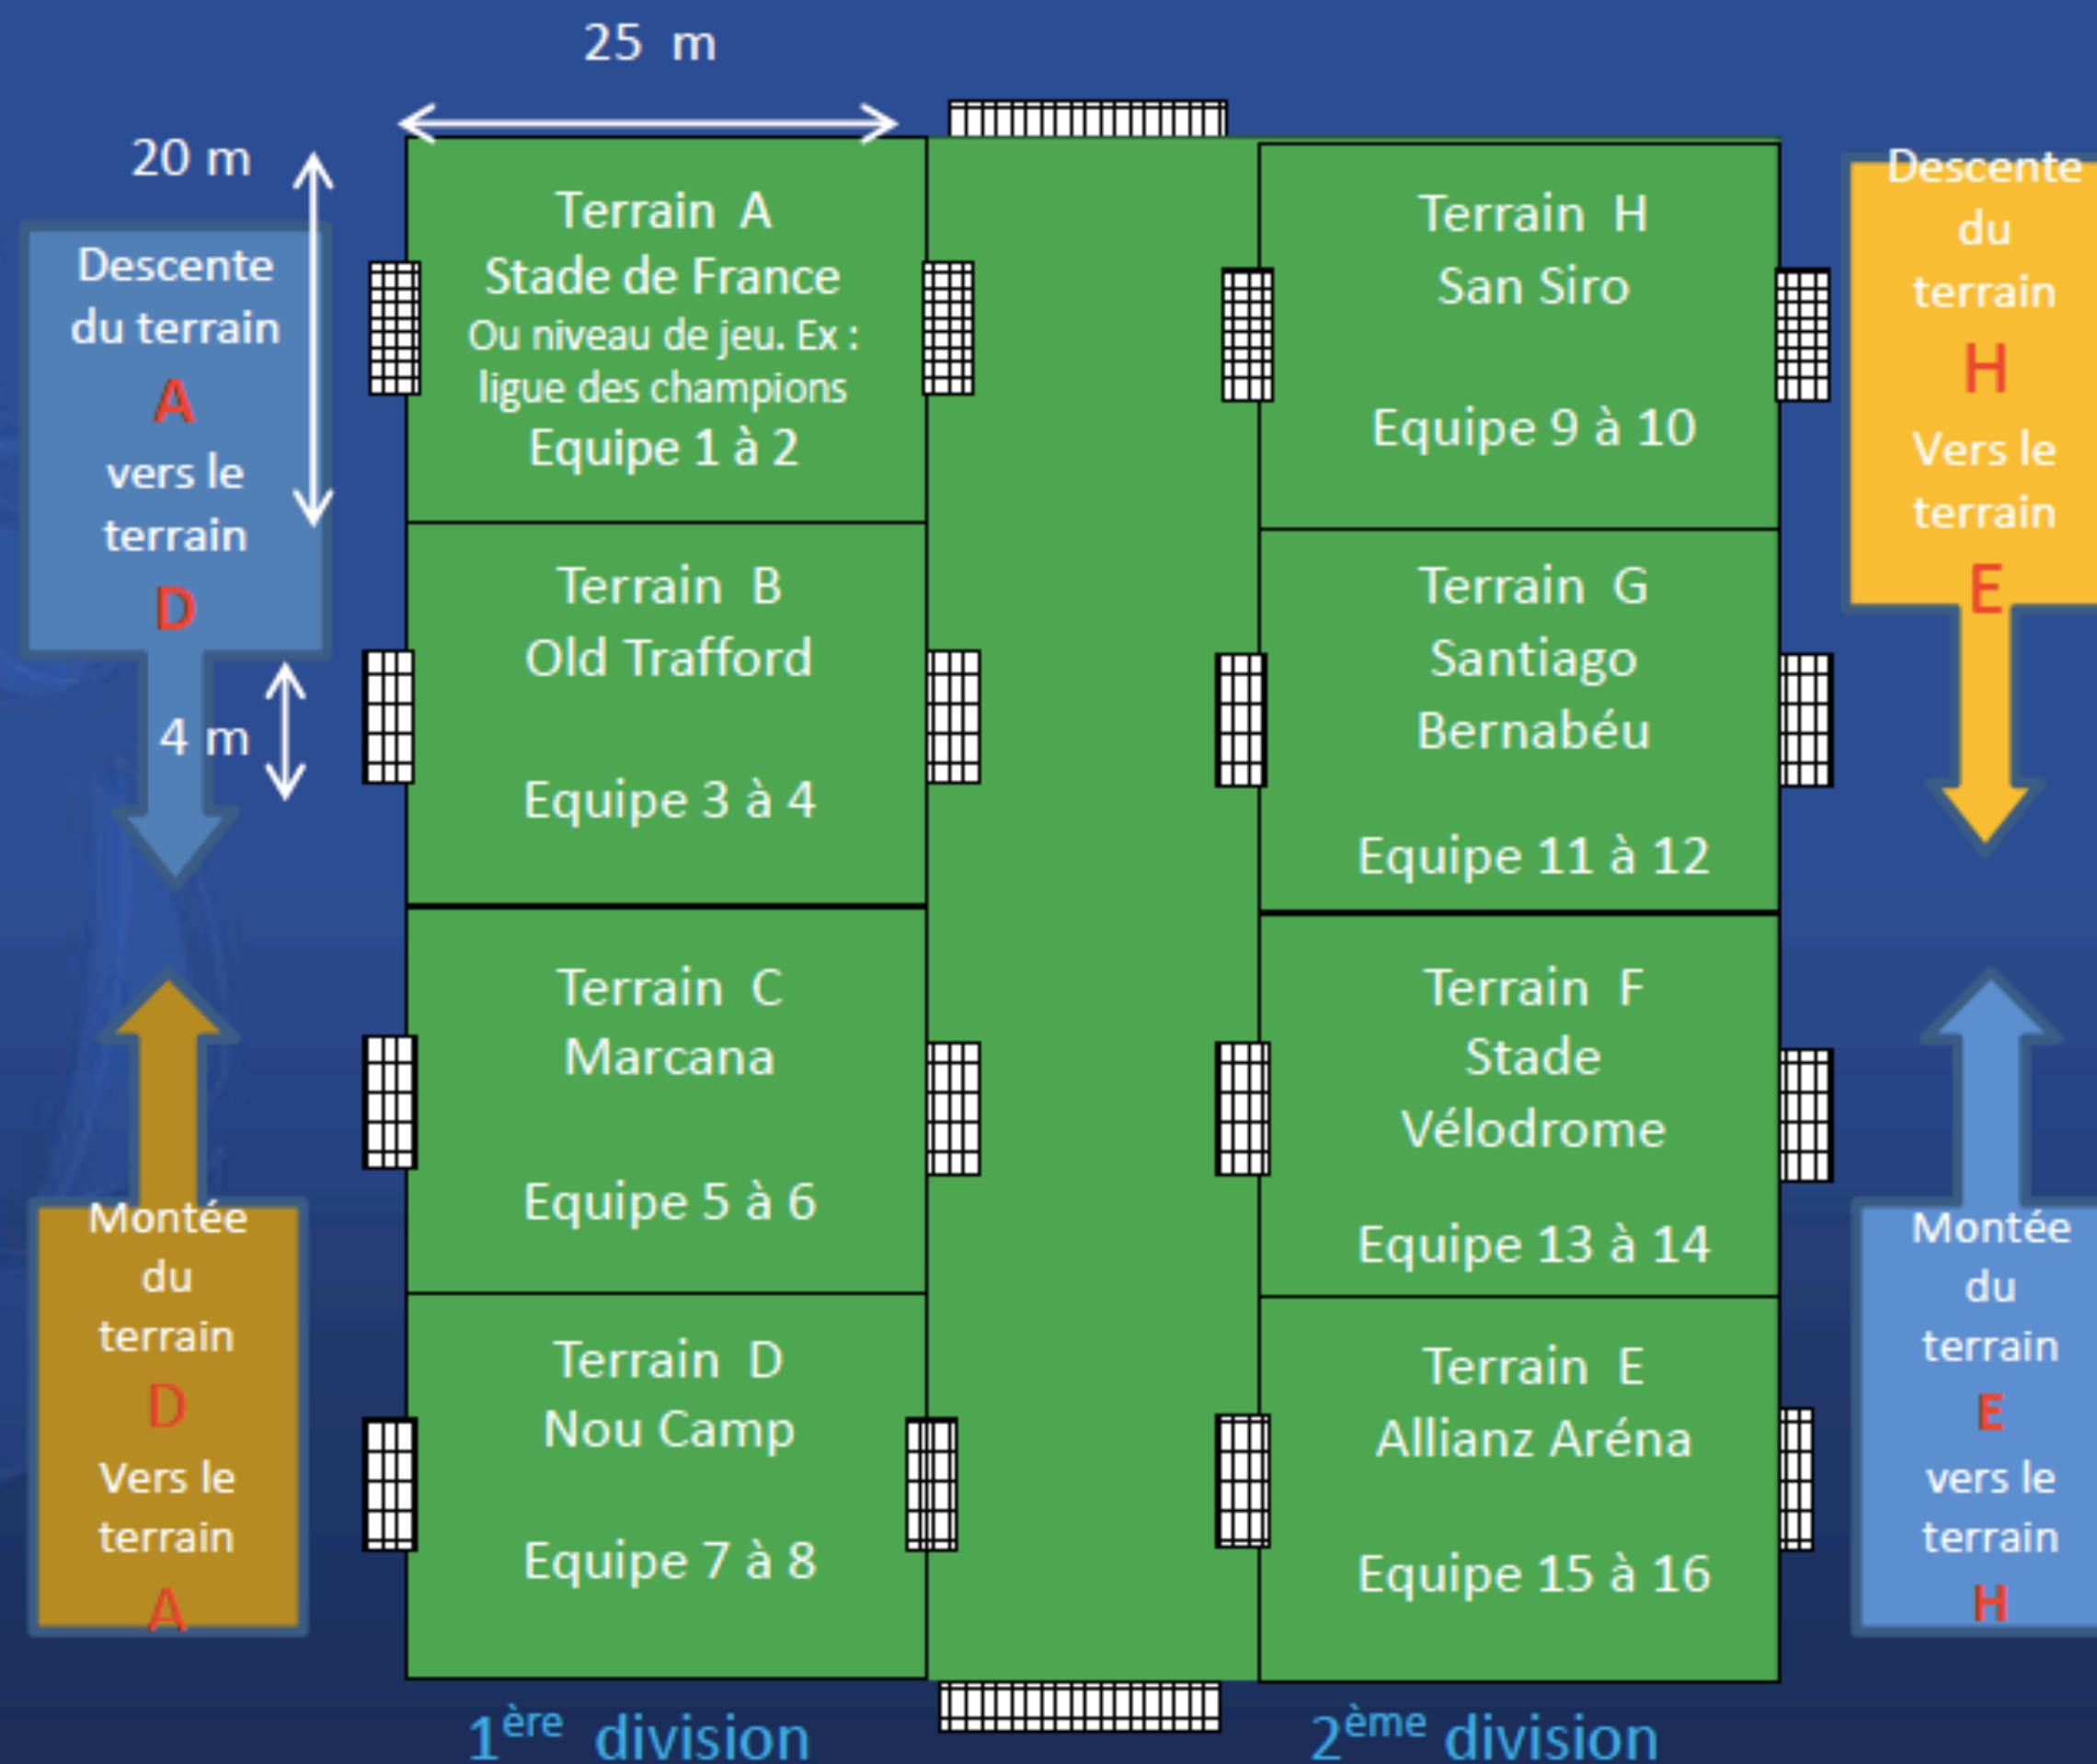 25 m
20 m
Descente
du terrain
A
vers le
terrain
D
4 m
Montée
du
terrain
D
Vers le
terrain
A
Terrain A
Stade de France
Ou niveau de jeu. Ex :
ligue des champions
Equipe 1 à 2
Terrain B
Old Trafford
Equipe 3 à 4
Terrain C
Marcana
Equipe 5 à 6
Terrain D
Nou Camp
Equipe 7 à 8
1ère division
Terrain H
San Siro
Equipe 9 à 10
Terrain G
Santiago
Bernabéu
Equipe 11 à 12
Terrain F
Stade
Vélodrome
Equipe 13 à 14
Terrain E
Allianz Aréna
Equipe 15 à 16
2ème division
Descente
du
terrain
H
Vers le
terrain
E
Montée
du
terrain
E
vers le
terrain
H